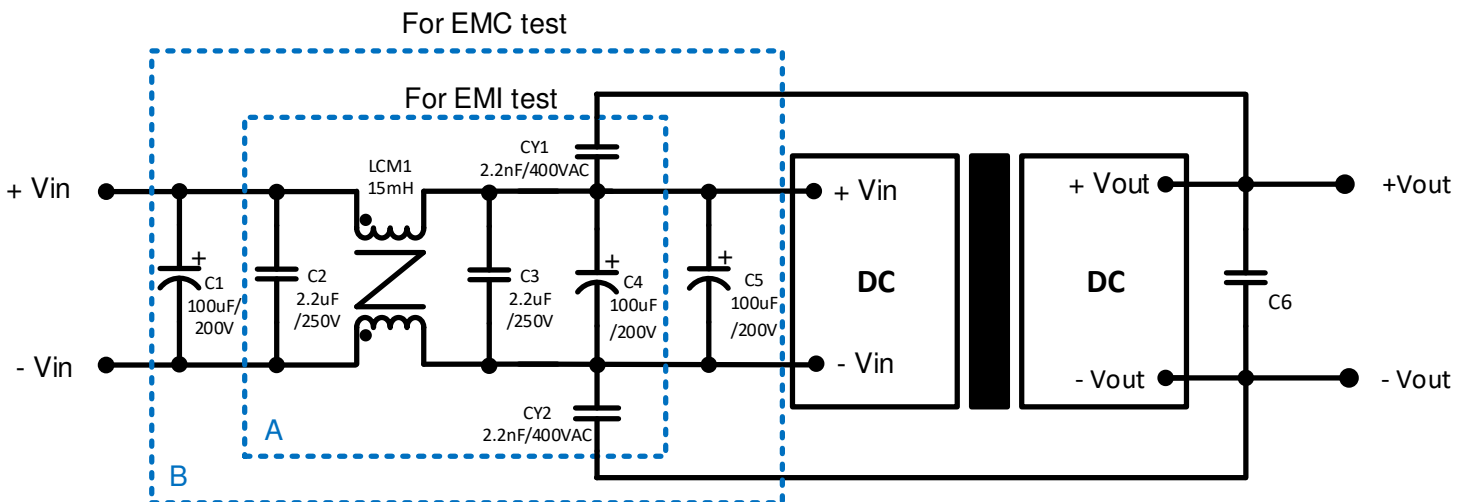 For EMC test
For EMI test
CY1
2.2nF/400VAC
LCM1
15mH
+ Vin
+ Vin
+ Vout
+Vout
+
C1
100uF/
200V
C2
2.2uF
/250V
C3
2.2uF
/250V
+
C4
100uF
/200V
+
C5
100uF
/200V
DC
DC
C6
- Vin
- Vin
- Vout
- Vout
CY2
2.2nF/400VAC
A
B